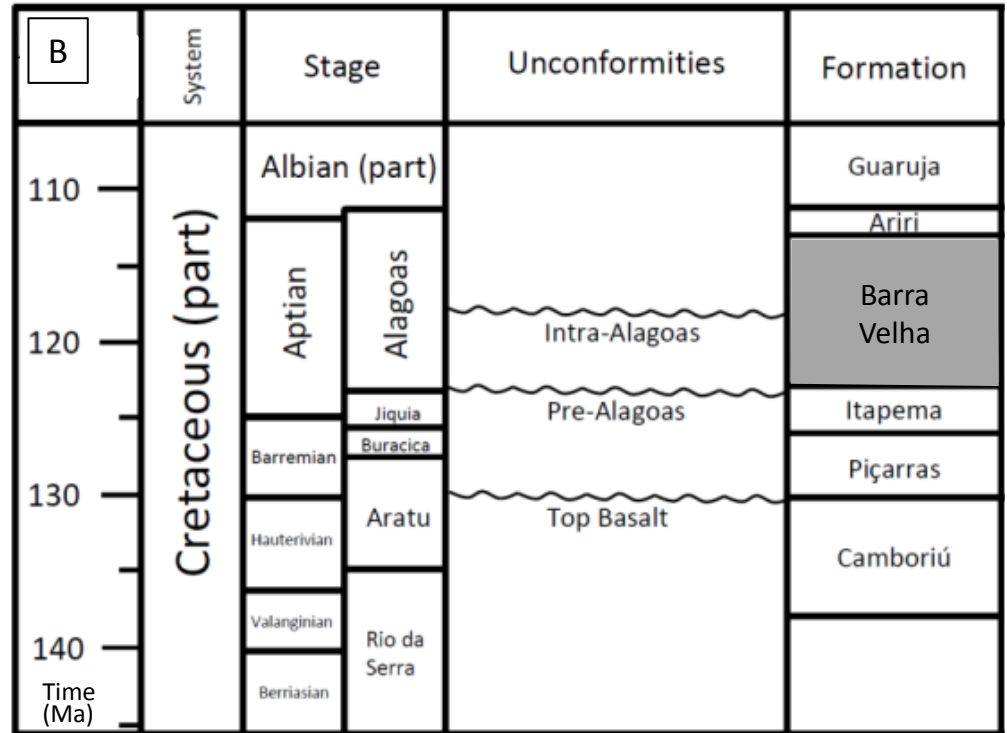 B
System
Stage
Unconformities
Formation
110
120
130
140
Time
(Ma)
Cretaceous (part)
Albian (part)
Aptian
Barremian
Hauterivian
Valanginian
Berriasian
Alagoas
Jiquia
Buracica
Aratu
Rio da
Serra
Intra-Alagoas
Pre-Alagoas
Top Basalt
Guaruja
Ariri
Barra
Velha
Itapema
Piçarras
Camboriú